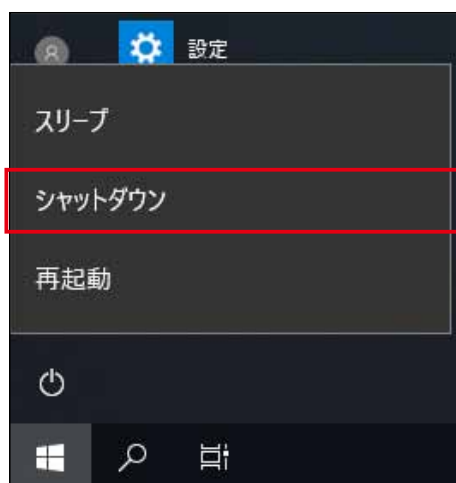 設定
スリープ
シャットダウン
再起動